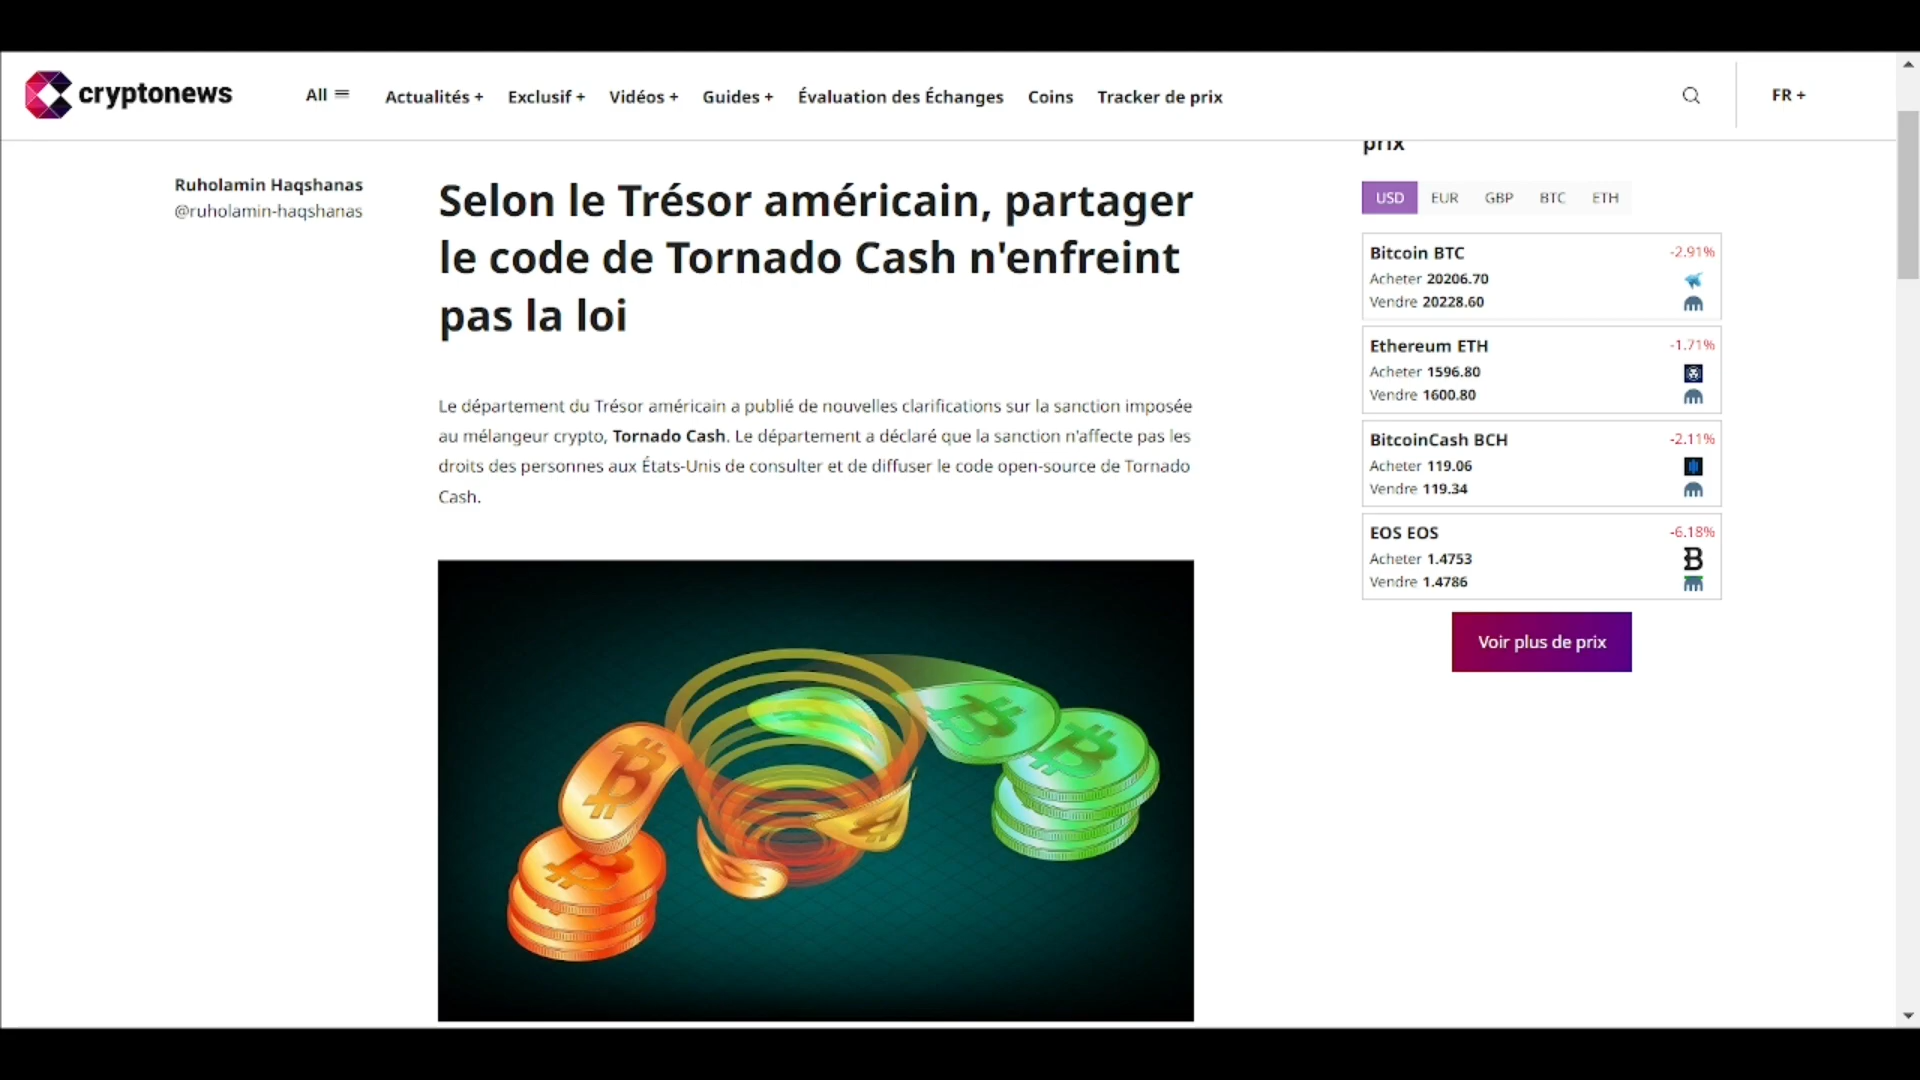 cryptonews
All
Actualités +
Exclusif +
Vidéos +
Guides +
Évaluation des Échanges
Coins
Tracker de prix
FR +
Ruholamin Haqshanas
@ruholamin-haqshanas
Selon le Trésor américain, partager
le code de Tornado Cash n'enfreint
pas la loi
Le département du Trésor américain a publié de nouvelles clarifications sur la sanction imposée
au mélangeur crypto, Tornado Cash. Le département a déclaré que la sanction n'affecte pas les
droits des personnes aux États-Unis de consulter et de diffuser le code open-source de Tornado
Cash.
prix
USD EUR GBP BTC ETH
Bitcoin BTC -2.91%
Acheter 20206.70
Vendre 20228.60
Ethereum ETH -1.71%
Acheter 1596.80
Vendre 1600.80
BitcoinCash BCH -2.11%
Acheter 119.06
Vendre 119.34
EOS EOS -6.18%
Acheter 1.4753
Vendre 1.4786
Voir plus de prix